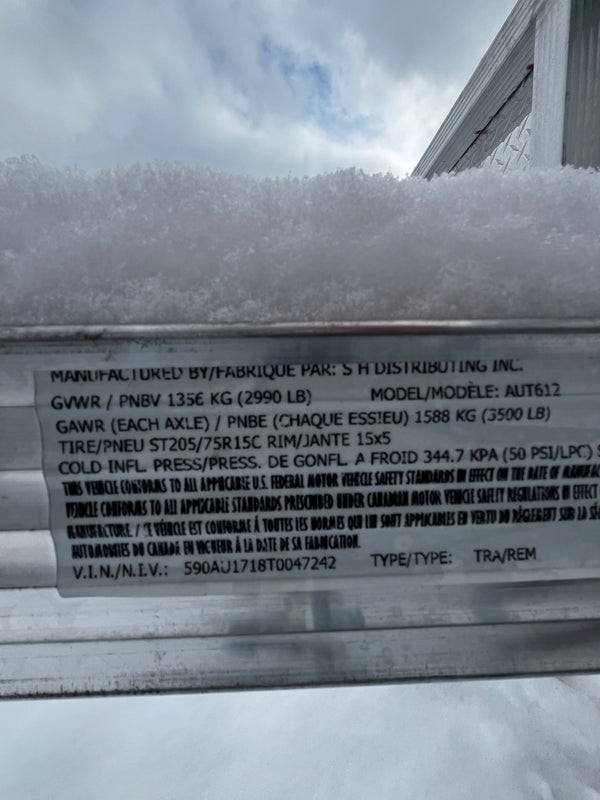 MANUFACTURED BY/FABRIQUE PAR: S H DISTRIBUTING INC.
GVWR / PNBV 1356 KG (2990 LB) MODEL/MODÈLE: AUT612
GAWR (EACH AXLE) / PNBE (CHAQUE ESSIEU) 1588 KG (3500 LB)
TIRE/PNEU ST205/75R15C RIM/JANTE 15x5
COLD INFL. PRESS/PRESS. DE GONFL. A FROID 344.7 KPA (50 PSI/LPC) S
THIS VEHICLE CONFORMS TO ALL APPLICABLE U.S. FEDERAL MOTOR VEHICLE SAFETY STANDARDS IN EFFECT ON THE DATE OF MANUFAC
VEHICLE CONFORMS TO ALL APPLICABLE STANDARDS PRESCRIBED UNDER CANADIAN MOTOR VEHICLE SAFETY REGULATIONS IN EFFECT
MANUFACTURE. / CE VÉHICLE EST CONFORME Á TOUTES LES NORMES QUI LUI SONT APPLICABLES EN VERTU DU RÈGLEMENT SUR LA SÉ
AUTOMOBILES DU CANADA EN VIGUEUR À LA DATE DE SA FABRICATION.
V.I.N./N.I.V.: 590AU1718T0047242 TYPE/TYPE: TRA/REM